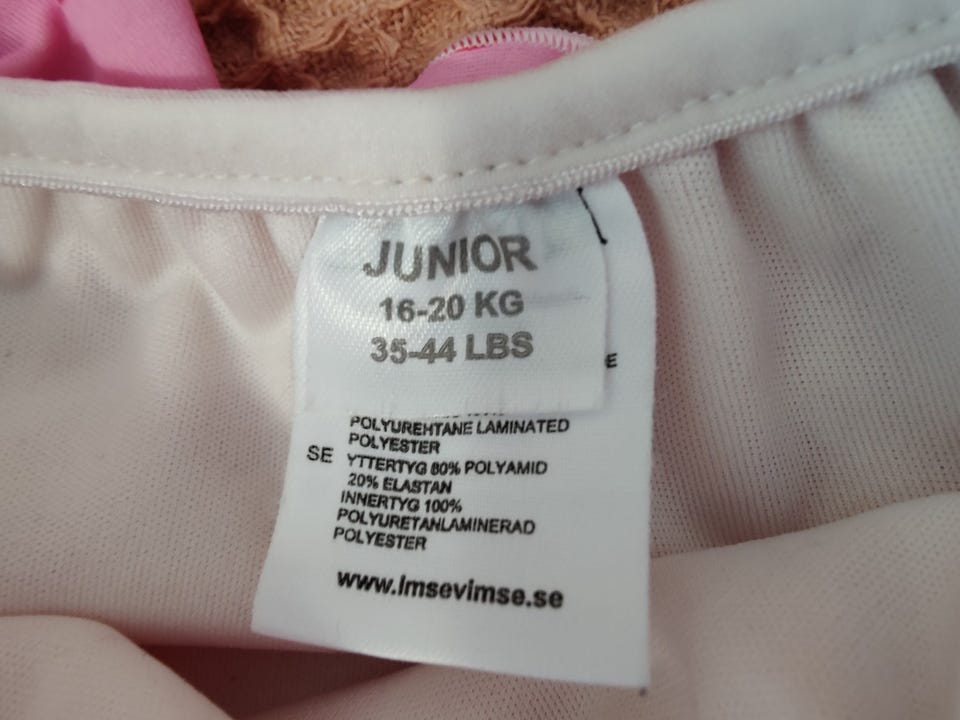 JUNIOR
16-20 KG
35-44 LBS
E
POLYUREHTANE LAMINATED
POLYESTER
SE YTTERTYG 80% POLYAMID
20% ELASTAN
INNERTYG 100%
POLYURETANLAMINERAD
POLYESTER
www.Imsevimse.se